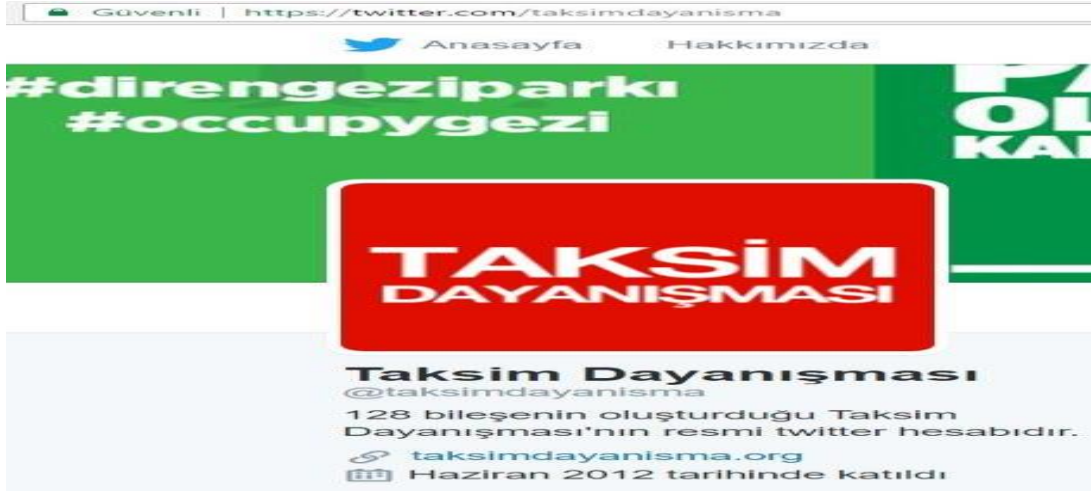 Güvenli | https://twitter.com/taksimdayanisma
Anasayfa Hakkımızda
#direngeziparkı
#occupygezi
TAKSİM
DAYANIŞMASI
Taksim Dayanışması
@taksimdayanisma
128 bileşenin oluşturduğu Taksim
Dayanışması'nın resmi twitter hesabıdır.
taksimdayanisma.org
Haziran 2012 tarihinde katıldı